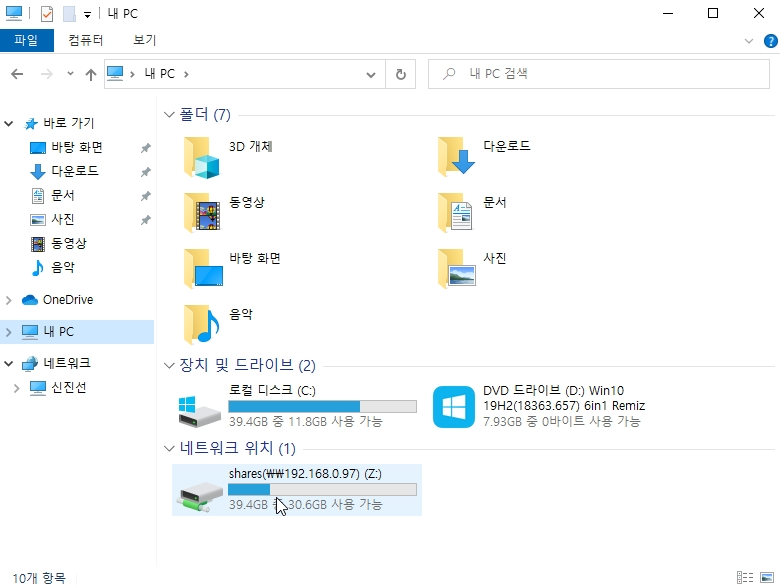 내 PC
파일 컴퓨터 보기
내 PC
내 PC 검색
바로 가기
바탕 화면
다운로드
문서
사진
동영상
음악
OneDrive
내 PC
네트워크
신진선
폴더 (7)
3D 개체
다운로드
동영상
문서
바탕 화면
사진
음악
장치 및 드라이브 (2)
로컬 디스크 (C:)
39.4GB 중 11.8GB 사용 가능
DVD 드라이브 (D:) Win10
19H2(18363.657) 6in1 Remiz
7.93GB 중 0바이트 사용 가능
네트워크 위치 (1)
shares(₩₩192.168.0.97) (Z:)
39.4GB 중 30.6GB 사용 가능
10개 항목